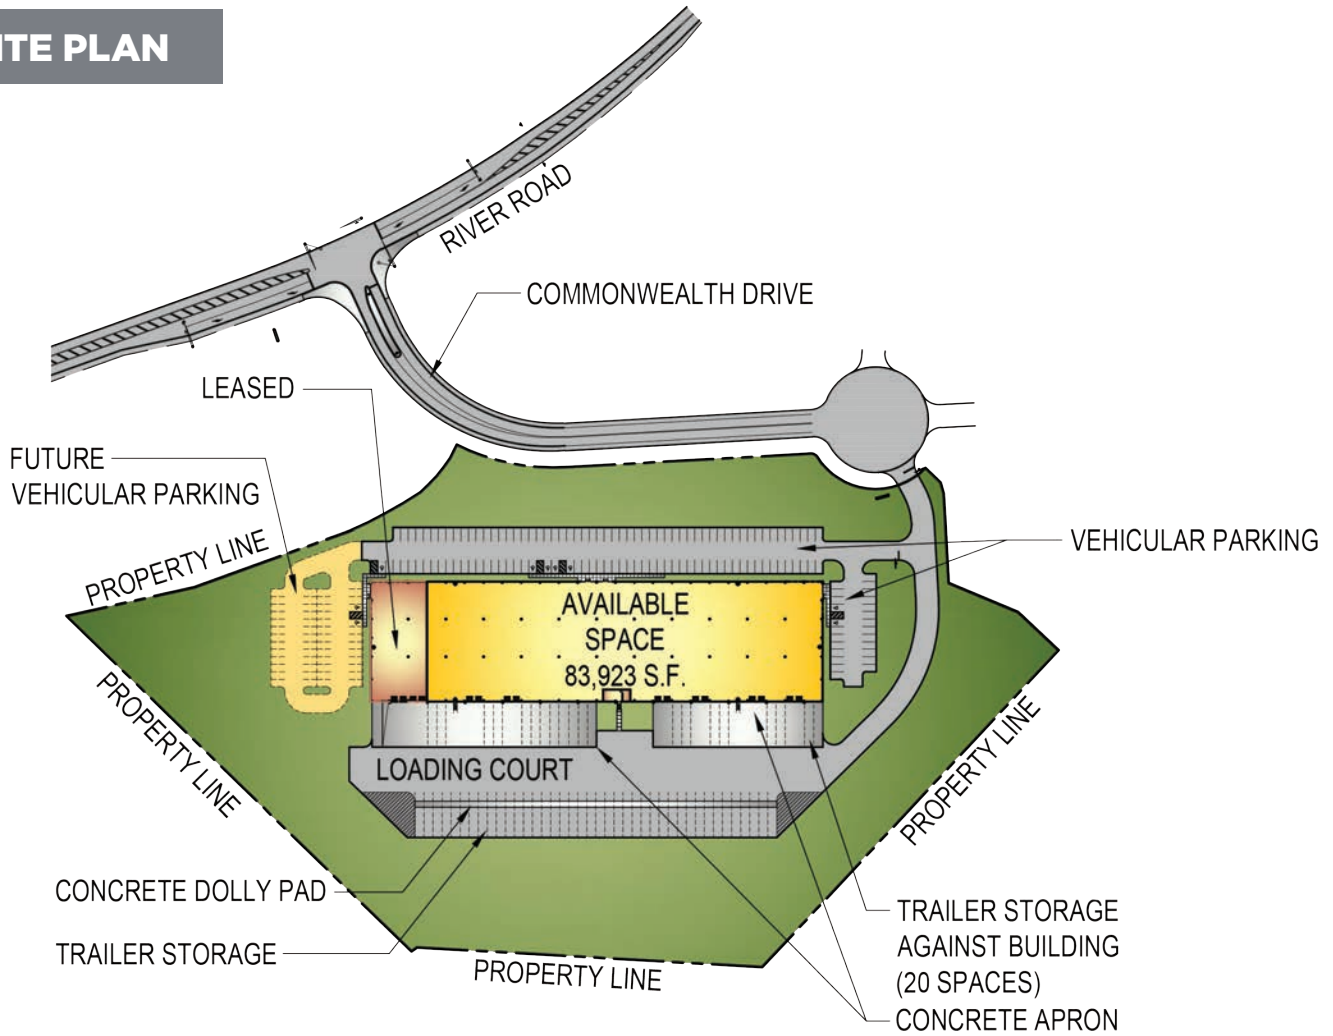 ITE PLAN
RIVER ROAD
COMMONWEALTH DRIVE
LEASED
FUTURE
VEHICULAR PARKING
PROPERTY LINE
VEHICULAR PARKING
AVAILABLE
SPACE
83,923 S.F.
PROPERTY LINE
PROPERTY LINE
LOADING COURT
CONCRETE DOLLY PAD
TRAILER STORAGE
PROPERTY LINE
TRAILER STORAGE
AGAINST BUILDING
(20 SPACES)
CONCRETE APRON